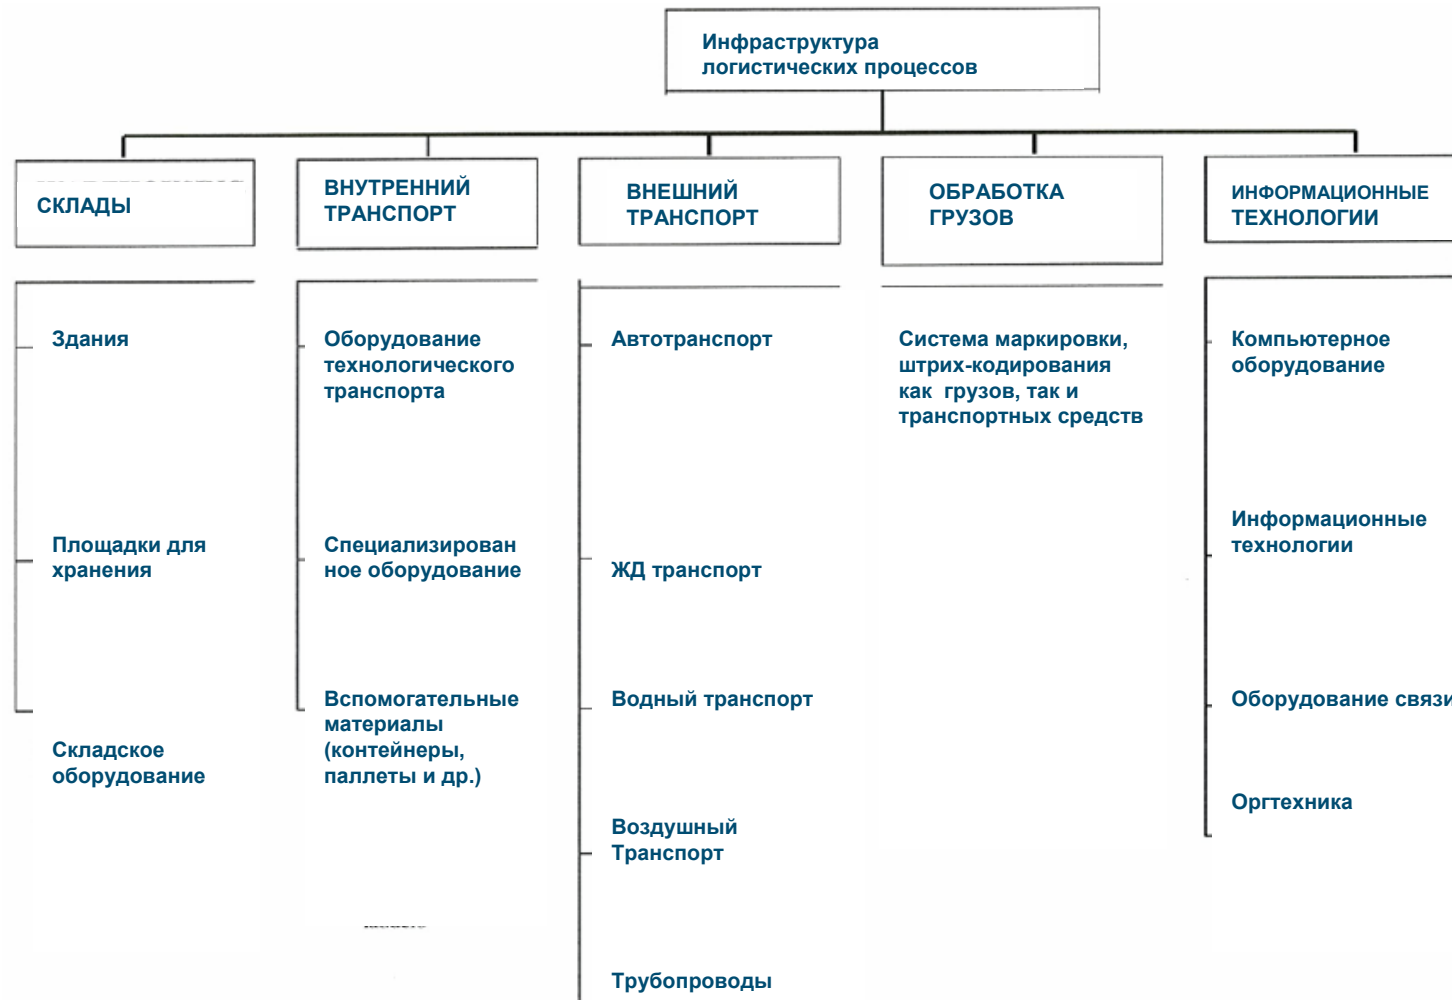 Инфраструктура
логистических процессов
СКЛАДЫ
ВНУТРЕННИЙ
ТРАНСПОРТ
ВНЕШНИЙ
ТРАНСПОРТ
ОБРАБОТКА
ГРУЗОВ
ИНФОРМАЦИОННЫЕ
ТЕХНОЛОГИИ
Здания
Площадки для
хранения
Складское
оборудование
Оборудование
технологического
транспорта
Специализирован
ное оборудование
Вспомогательные
материалы
(контейнеры,
паллеты и др.)
Автотранспорт
ЖД транспорт
Водный транспорт
Воздушный
Транспорт
Трубопроводы
Система маркировки,
штрих-кодирования
как  грузов, так и
транспортных средств
Компьютерное
оборудование
Информационные
технологии
Оборудование связи
Оргтехника